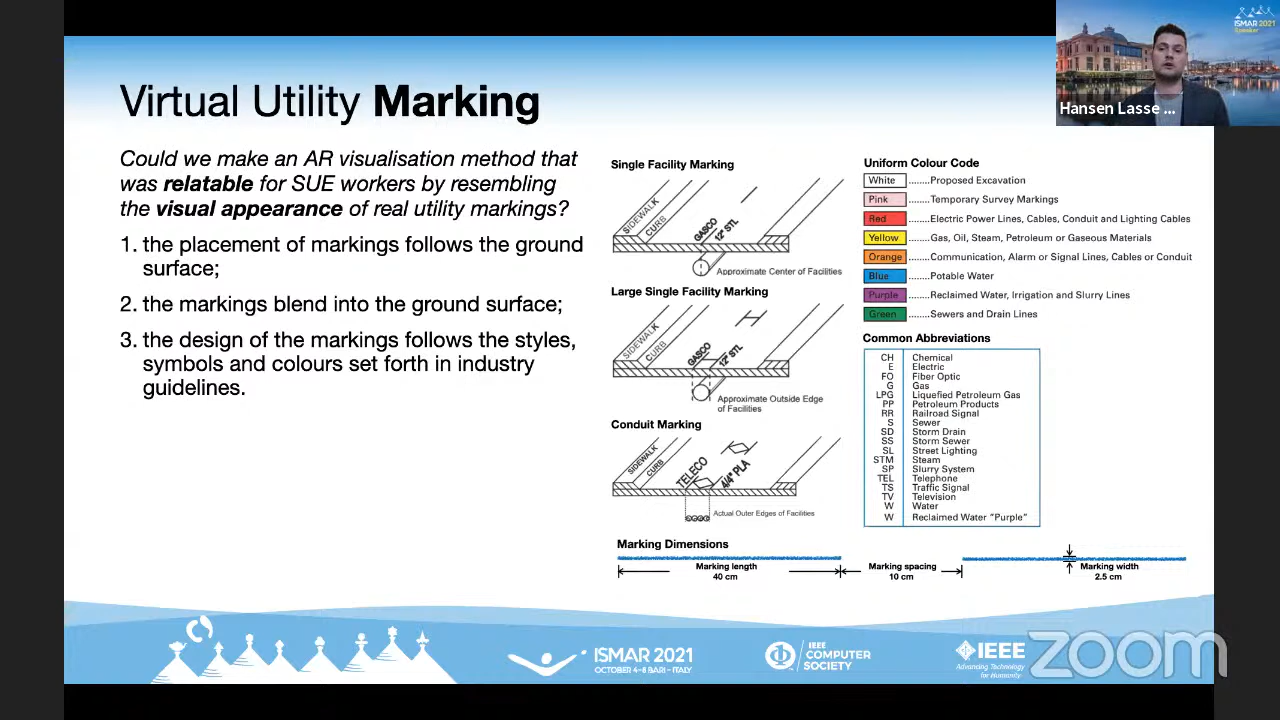 ISMAR 2021
Speaker
Hansen Lasse ...
Virtual Utility Marking
Could we make an AR visualisation method that
was relatable for SUE workers by resembling
the visual appearance of real utility markings?
1. the placement of markings follows the ground
surface;
2. the markings blend into the ground surface;
3. the design of the markings follows the styles,
symbols and colours set forth in industry
guidelines.
Single Facility Marking
SIDEWALK
CURB
GASCO
12" STL
Approximate Center of Facilities
Large Single Facility Marking
SIDEWALK
CURB
GASCO
12" STL
Approximate Outside Edge
of Facilities
Conduit Marking
SIDEWALK
CURB
TELECO
4/4" PLA
Actual Outer Edges of Facilities
Uniform Colour Code
White ........Proposed Excavation
Pink ........Temporary Survey Markings
Red ........Electric Power Lines, Cables, Conduit and Lighting Cables
Yellow ........Gas, Oil, Steam, Petroleum or Gaseous Materials
Orange ........Communication, Alarm or Signal Lines, Cables or Conduit
Blue ........Potable Water
Purple ........Reclaimed Water, Irrigation and Slurry Lines
Green ........Sewers and Drain Lines
Common Abbreviations
CH Chemical
E Electric
FO Fiber Optic
G Gas
LPG Liquefied Petroleum Gas
PP Petroleum Products
RR Railroad Signal
S Sewer
SD Storm Drain
SS Storm Sewer
SL Street Lighting
STM Steam
SP Slurry System
TEL Telephone
TS Traffic Signal
TV Television
W Water
W Reclaimed Water "Purple"
Marking Dimensions
Marking length
40 cm
Marking spacing
10 cm
Marking width
2.5 cm
ISMAR 2021
OCTOBER 4-8 BARI - ITALY
IEEE
COMPUTER
SOCIETY
IEEE
Advancing Technology
for Humanity
zoom